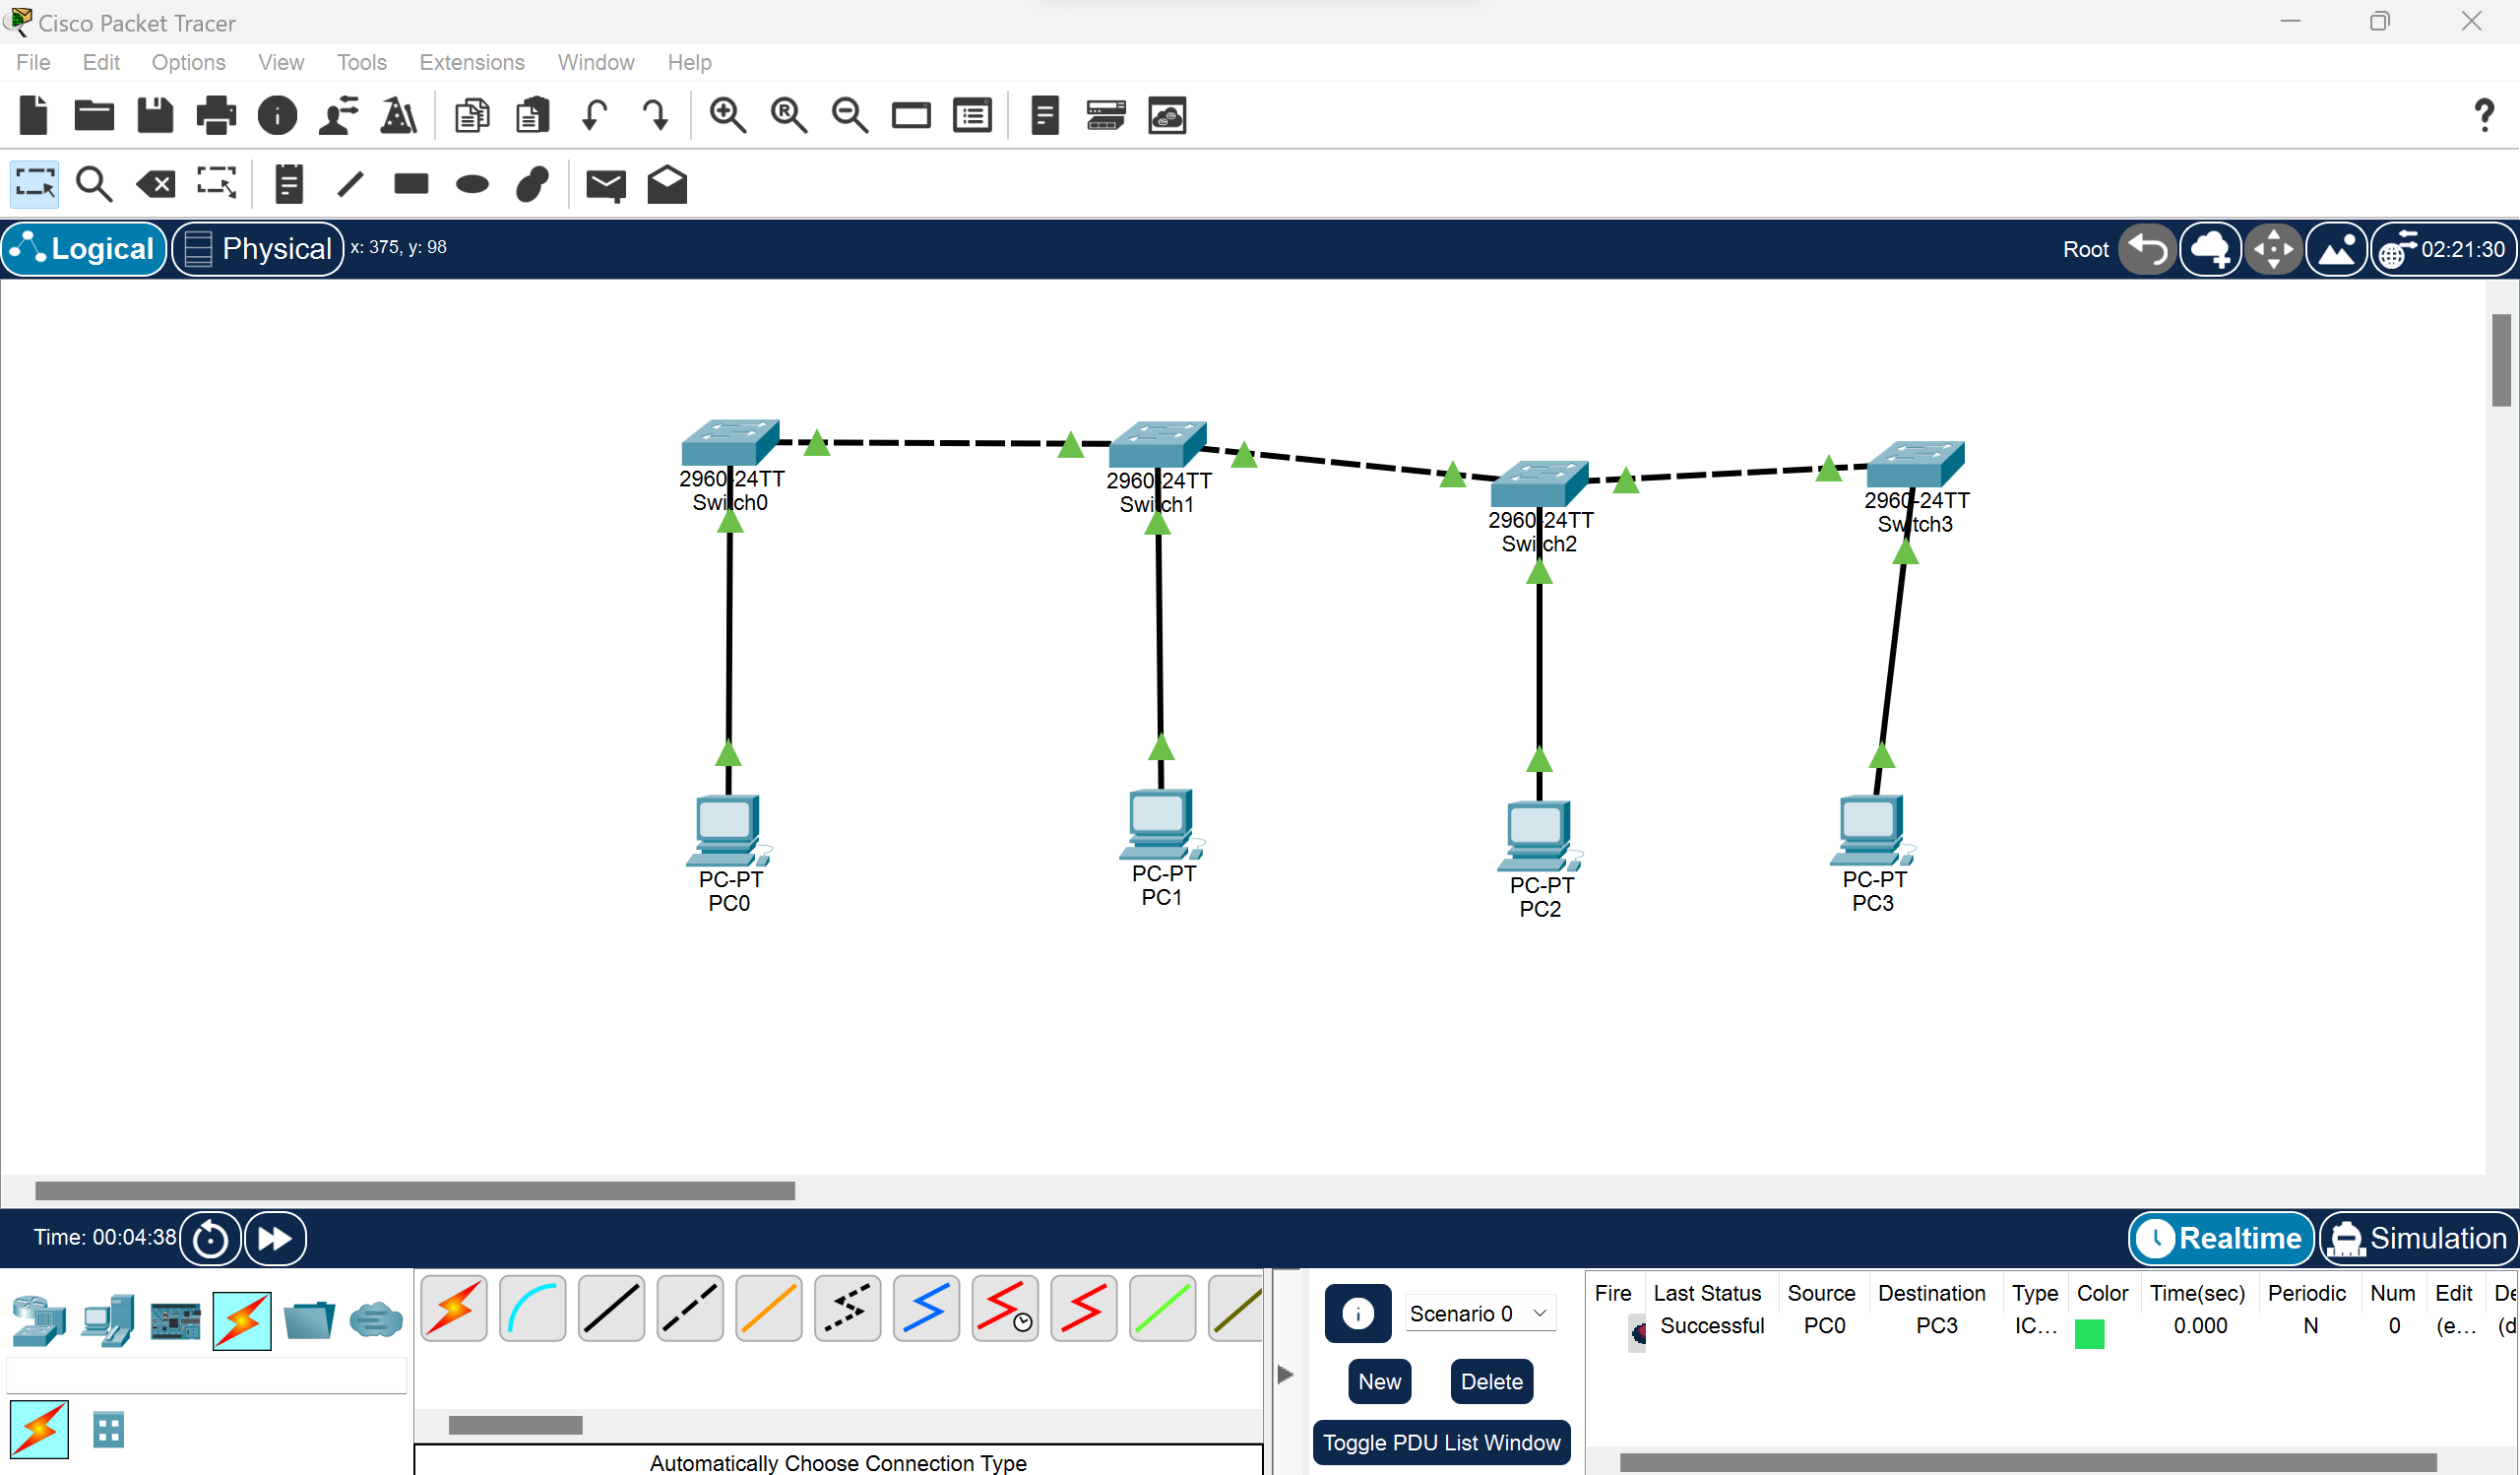 Cisco Packet Tracer
File Edit Options View Tools Extensions Window Help
Logical Physical x: 375, y: 98 Root 02:21:30
2960-24TT
Switch0
2960-24TT
Switch1
2960-24TT
Switch2
2960-24TT
Switch3
PC-PT
PC0
PC-PT
PC1
PC-PT
PC2
PC-PT
PC3
Time: 00:04:38 Realtime Simulation
Scenario 0
New Delete
Toggle PDU List Window
Fire Last Status Source Destination Type Color Time(sec) Periodic Num Edit De
Successful PC0 PC3 IC... 0.000 N 0 (e... (d
Automatically Choose Connection Type